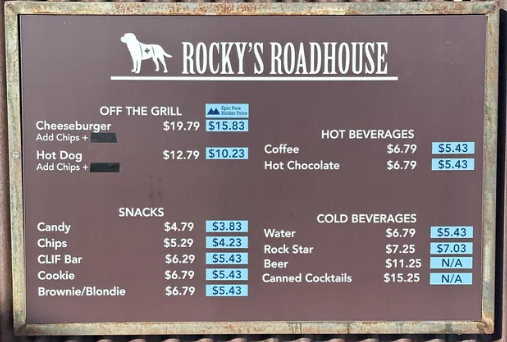 ROCKY'S ROADHOUSE
OFF THE GRILL
Epic Pass
Holder Price
Cheeseburger $19.79 $15.83
Add Chips +
Hot Dog $12.79 $10.23
Add Chips +
SNACKS
Candy $4.79 $3.83
Chips $5.29 $4.23
CLIF Bar $6.29 $5.43
Cookie $6.79 $5.43
Brownie/Blondie $6.79 $5.43
HOT BEVERAGES
Coffee $6.79 $5.43
Hot Chocolate $6.79 $5.43
COLD BEVERAGES
Water $6.79 $5.43
Rock Star $7.25 $7.03
Beer $11.25 N/A
Canned Cocktails $15.25 N/A